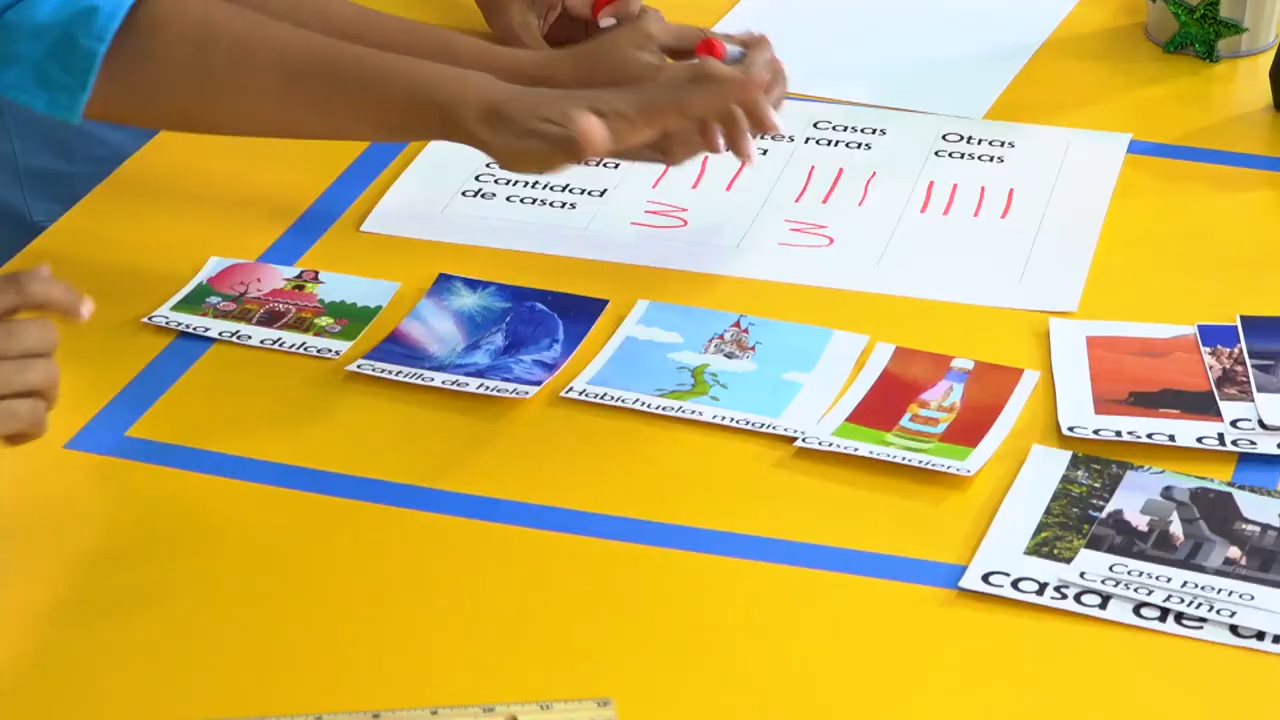 Casas
raras
Otras
casas
Cantidad
de casas
3
3
Casa de dulces
Castillo de hielo
Habichuelas mágicas
Casa sonajero
casa de
Casa perro
Casa piña
casa de